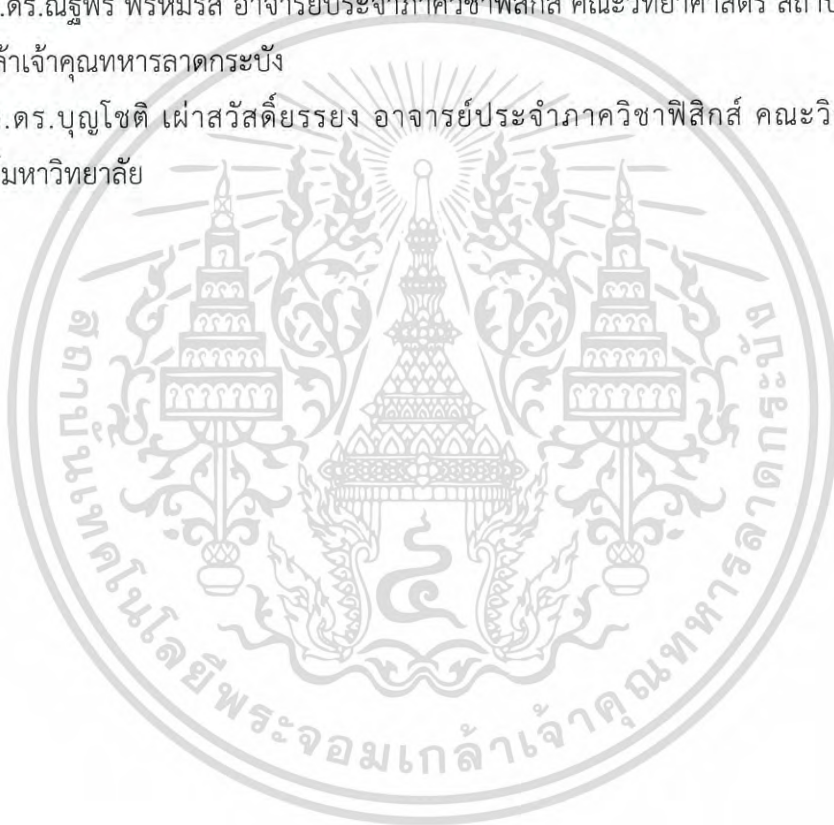 .ดร.ณัฐพร พรหมรส อาจารย์ประจำภาควิชาฟิสิกส์ คณะวิทยาศาสตร์
ล้าเจ้าคุณทหารลาดกระบัง
.ดร.บุญโชติ เผ่าสวัสดิ์ยรรยง อาจารย์ประจำภาควิชาฟิสิกส์ คณะวิ
มหาวิทยาลัย
สถาบันเทคโนโลยีพระจอมเกล้าเจ้าคุณทหารลาดกระบัง
๔